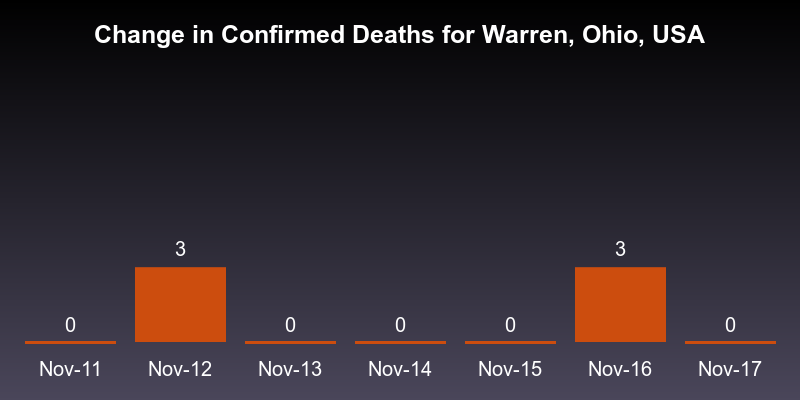 Change in Confirmed Deaths for Warren, Ohio, USA
3 3
0 0 0 0 0
Nov-11 Nov-12 Nov-13 Nov-14 Nov-15 Nov-16 Nov-17